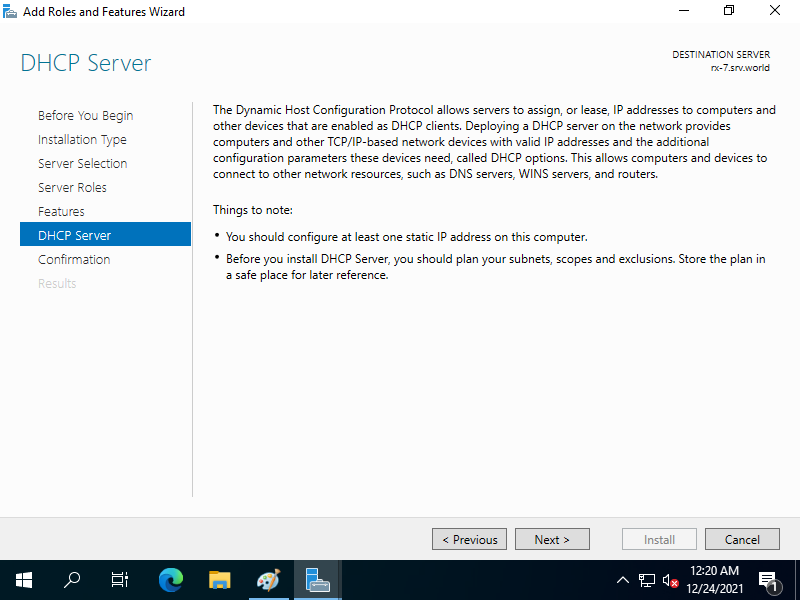 Add Roles and Features Wizard
DHCP Server
DESTINATION SERVER
rx-7.srv.world
Before You Begin
Installation Type
Server Selection
Server Roles
Features
DHCP Server
Confirmation
Results
The Dynamic Host Configuration Protocol allows servers to assign, or lease, IP addresses to computers and
other devices that are enabled as DHCP clients. Deploying a DHCP server on the network provides
computers and other TCP/IP-based network devices with valid IP addresses and the additional
configuration parameters these devices need, called DHCP options. This allows computers and devices to
connect to other network resources, such as DNS servers, WINS servers, and routers.
Things to note:
• You should configure at least one static IP address on this computer.
• Before you install DHCP Server, you should plan your subnets, scopes and exclusions. Store the plan in
a safe place for later reference.
< Previous
Next >
Install
Cancel
12:20 AM
12/24/2021
1